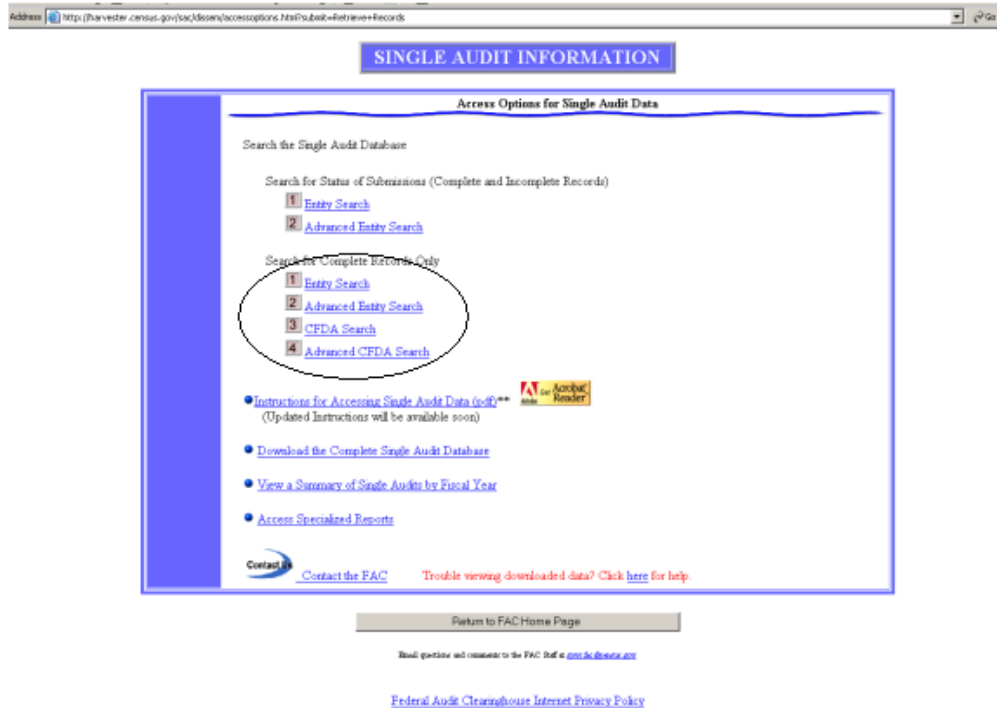 Address http://harvester.census.gov/sac/dissem/accessoptions.html?submit=Retrieve+Records Go
SINGLE AUDIT INFORMATION
Access Options for Single Audit Data
Search the Single Audit Database
Search for Status of Submissions (Complete and Incomplete Records)
1 Entity Search
2 Advanced Entity Search
Search for Complete Records Only
1 Entity Search
2 Advanced Entity Search
3 CFDA Search
4 Advanced CFDA Search
Instructions for Accessing Single Audit Data (pdf)** Adobe Get Acrobat Reader
(Updated Instructions will be available soon)
Download the Complete Single Audit Database
View a Summary of Single Audits by Fiscal Year
Access Specialized Reports
Contact Us Contact the FAC Trouble viewing downloaded data? Click here for help.
Return to FAC Home Page
Email questions and comments to the FAC Staff at
Federal Audit Clearinghouse Internet Privacy Policy